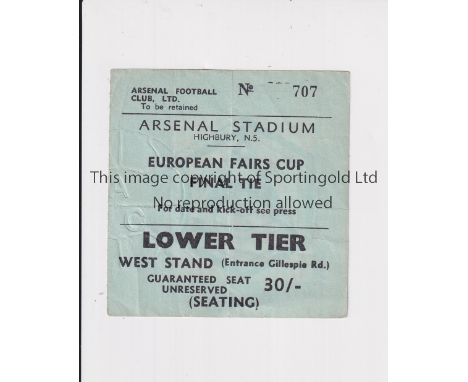 ARSENAL FOOTBALL
CLUB, LTD.
To be retained
No 707
ARSENAL STADIUM
HIGHBURY, N.5.
EUROPEAN FAIRS CUP
This image copyright of Sportingold Ltd
FINAL TIE
No reproduction allowed
For date and kick-off see press
LOWER TIER
WEST STAND (Entrance Gillespie Rd.)
GUARANTEED SEAT 30/-
UNRESERVED
(SEATING)